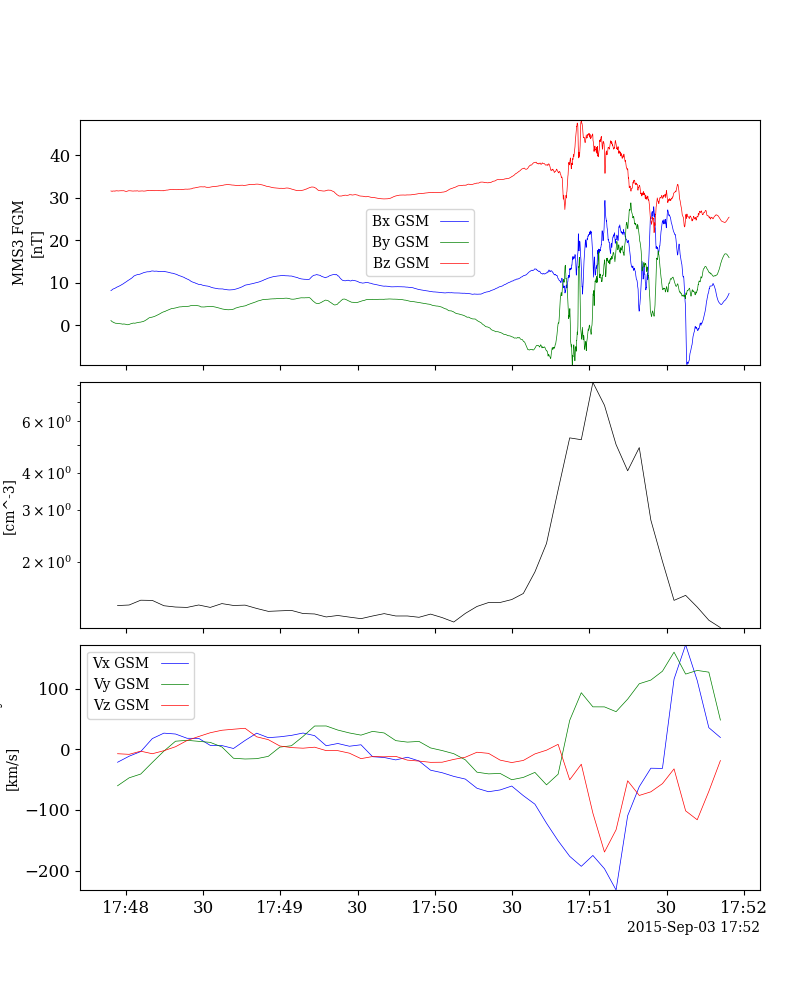 MMS3 FGM
[nT]
40
30
20
10
0
Bx GSM
By GSM
Bz GSM
[cm^-3]
6 × 10⁰
4 × 10⁰
3 × 10⁰
2 × 10⁰
[km/s]
100
0
−100
−200
Vx GSM
Vy GSM
Vz GSM
17:48 30 17:49 30 17:50 30 17:51 30 17:52
2015-Sep-03 17:52